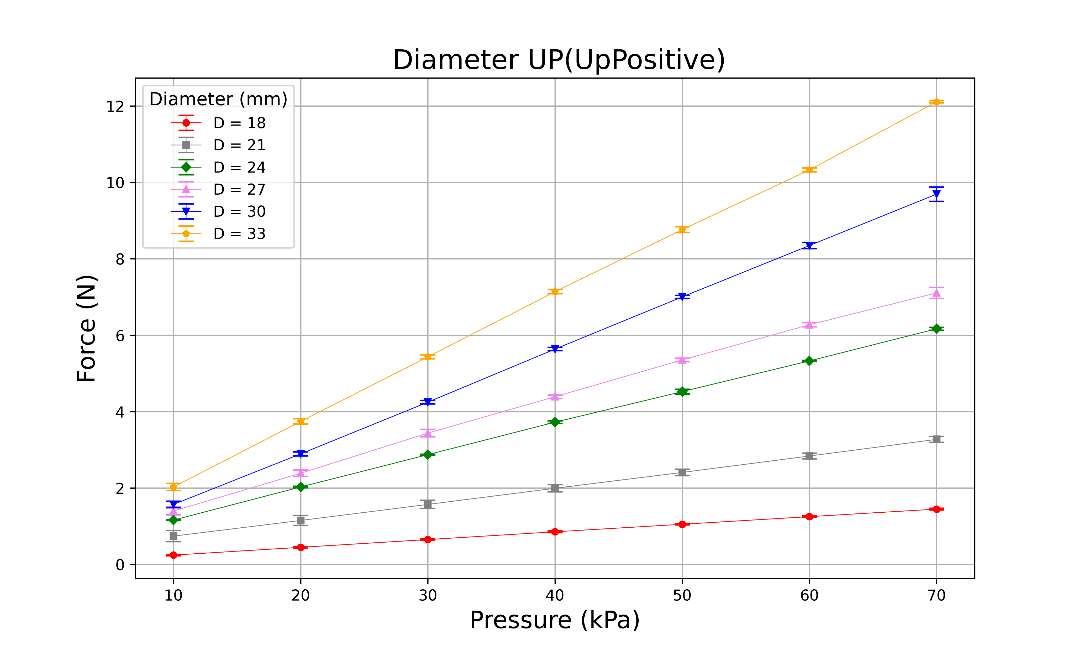 Diameter UP(UpPositive)
Diameter (mm)
D = 18
D = 21
D = 24
D = 27
D = 30
D = 33
Force (N)
12
10
8
6
4
2
0
10 20 30 40 50 60 70
Pressure (kPa)